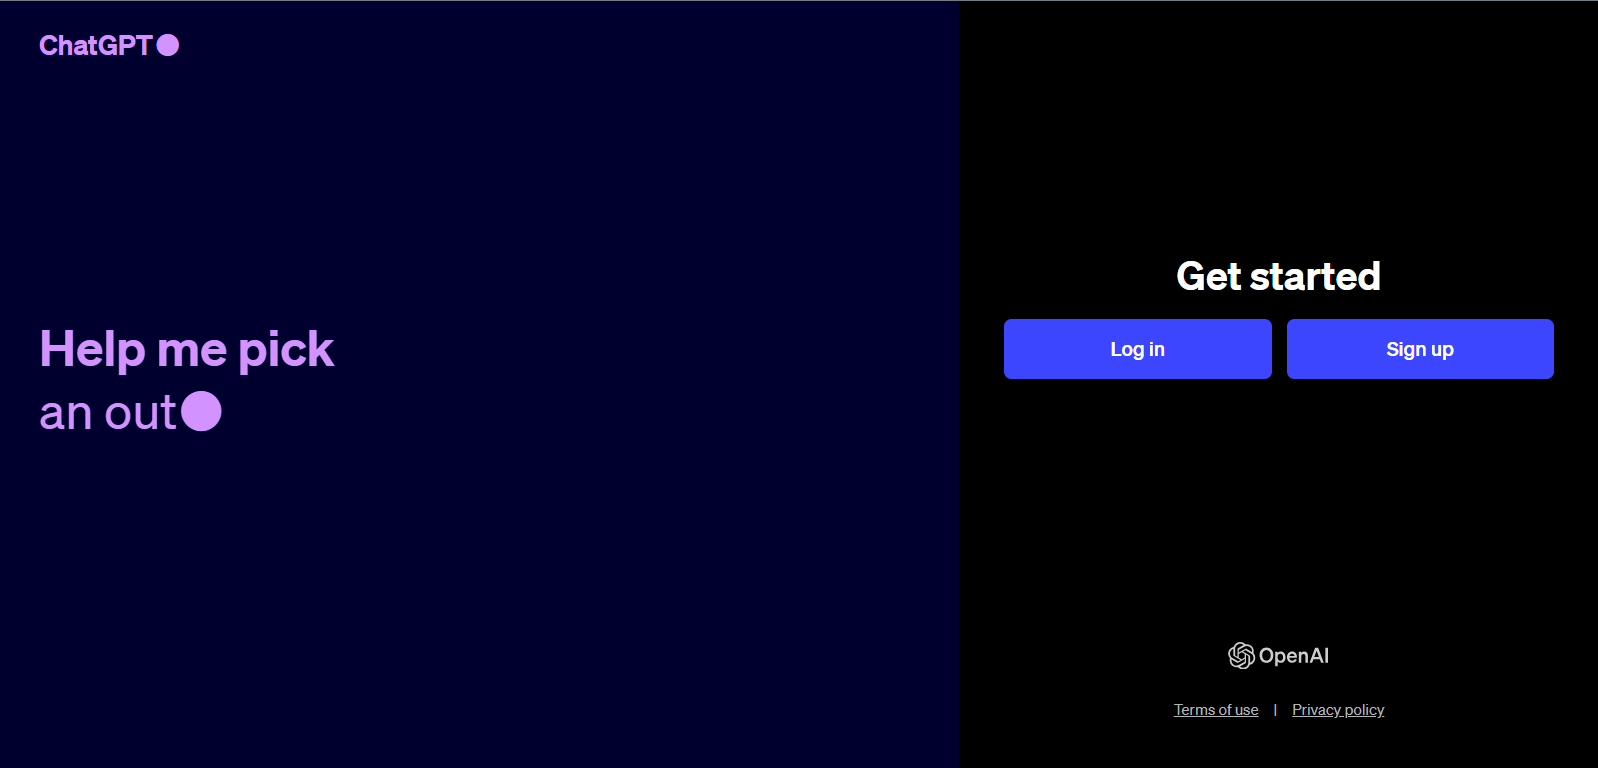 ChatGPT
Help me pick
an out
Get started
Log in
Sign up
OpenAI
Terms of use | Privacy policy